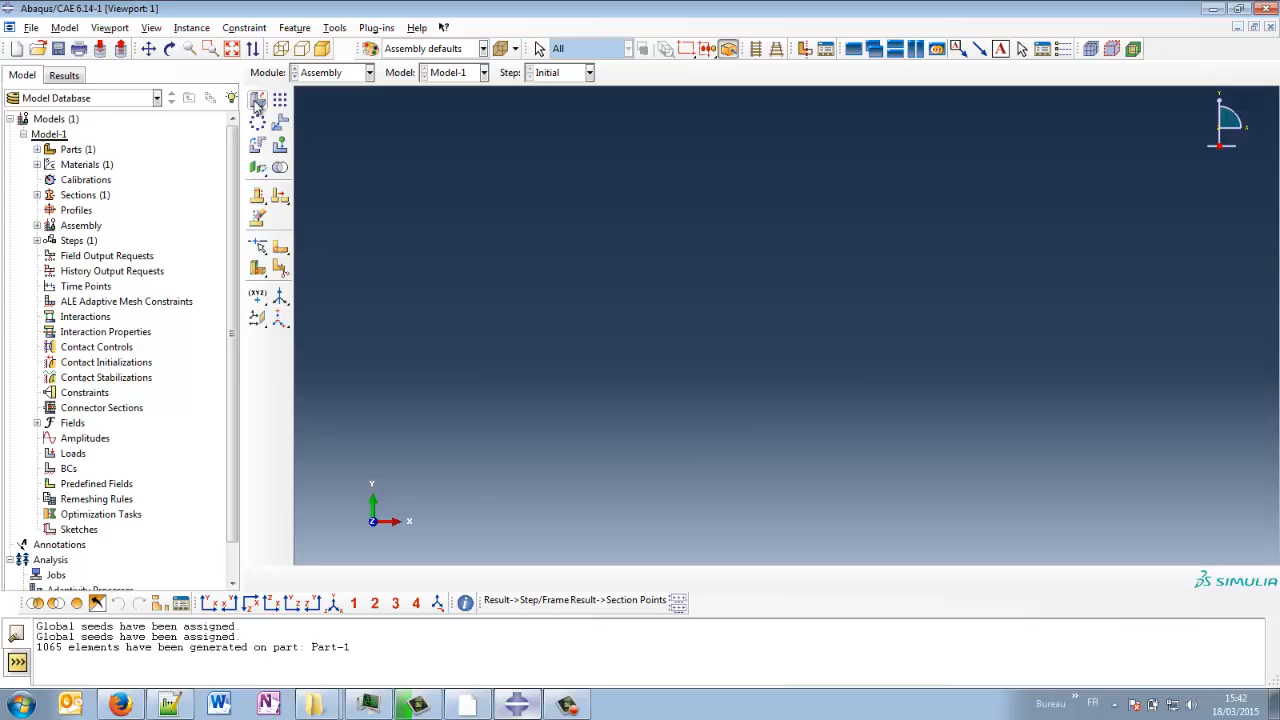 Abaqus/CAE 6.14-1 [Viewport: 1]
File Model Viewport View Instance Constraint Feature Tools Plug-ins Help
Assembly defaults All
Model Results Module: Assembly Model: Model-1 Step: Initial
Model Database
Models (1)
Model-1
Parts (1)
Materials (1)
Calibrations
Sections (1)
Profiles
Assembly
Steps (1)
Field Output Requests
History Output Requests
Time Points
ALE Adaptive Mesh Constraints
Interactions
Interaction Properties
Contact Controls
Contact Initializations
Contact Stabilizations
Constraints
Connector Sections
Fields
Amplitudes
Loads
BCs
Predefined Fields
Remeshing Rules
Optimization Tasks
Sketches
Annotations
Analysis
Jobs
Adaptivity Processes
(XYZ)
Y
X
Z
Y
X
SIMULIA
1 2 3 4
Result->Step/Frame Result->Section Points
Global seeds have been assigned.
Global seeds have been assigned.
1065 elements have been generated on part: Part-1
>>>
Bureau » FR 15:42
18/03/2015